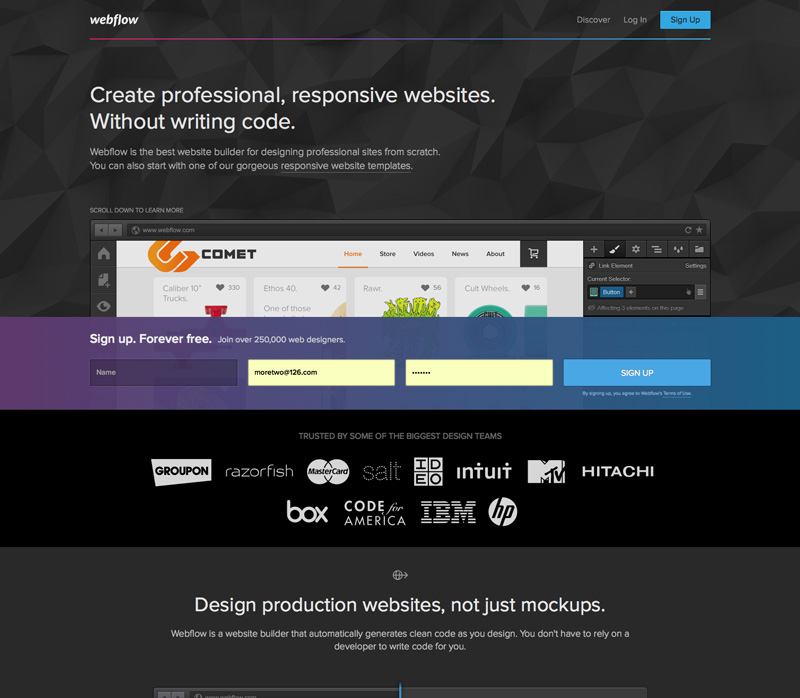 webflow
Discover Log In Sign Up
Create professional, responsive websites.
Without writing code.
Webflow is the best website builder for designing professional sites from scratch.
You can also start with one of our gorgeous responsive website templates.
SCROLL DOWN TO LEARN MORE
www.webflow.com
COMET
Home Store Videos News About
Link Element Settings
Current Selector:
Button
Affecting 3 elements on this page
Caliber 10"
Trucks.
330
Ethos 40.
42
One of those
Rawr.
56
Cult Wheels.
16
Sign up. Forever free. Join over 250,000 web designers.
Name
moretwo@126.com
•••••••
SIGN UP
By signing up, you agree to Webflow's Terms of Use.
TRUSTED BY SOME OF THE BIGGEST DESIGN TEAMS
GROUPON razorfish MasterCard salt IDEO intuit MTV HITACHI
box CODE for AMERICA IBM hp
Design production websites, not just mockups.
Webflow is a website builder that automatically generates clean code as you design. You don't have to rely on a
developer to write code for you.
www.webflow.com